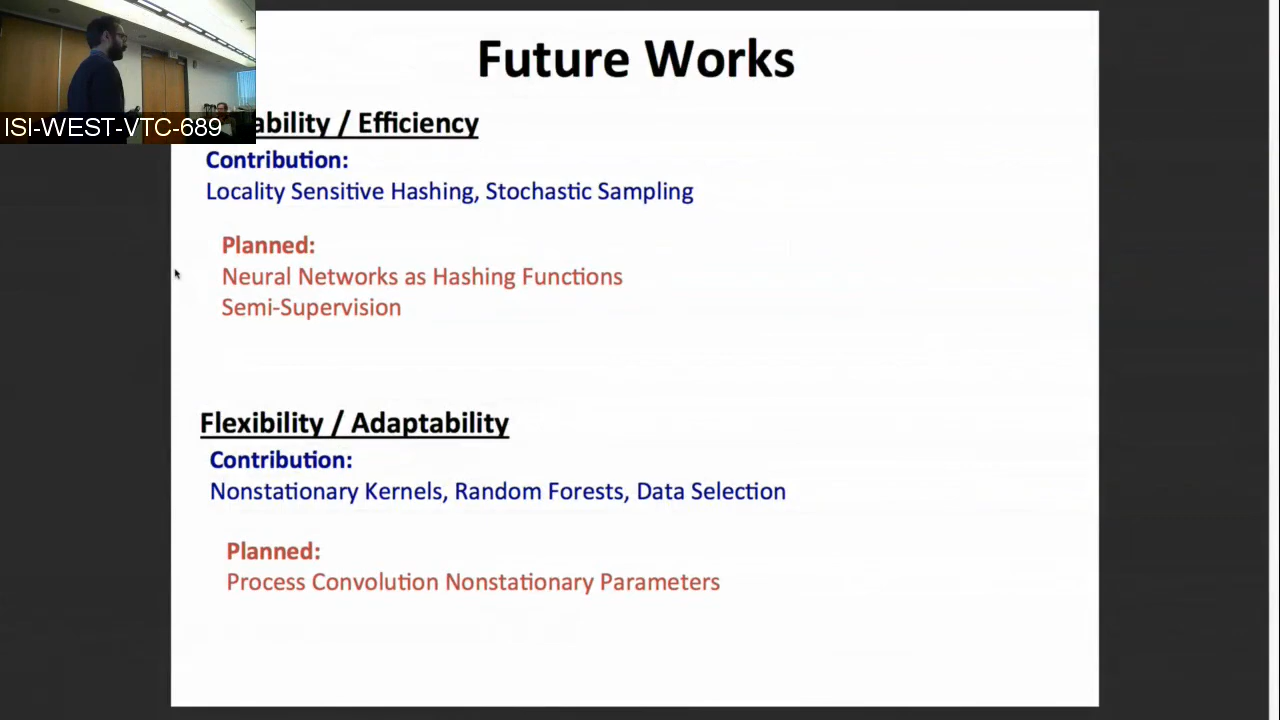 Future Works
ISI-WEST-VTC-689
ability / Efficiency
Contribution:
Locality Sensitive Hashing, Stochastic Sampling
Planned:
Neural Networks as Hashing Functions
Semi-Supervision
Flexibility / Adaptability
Contribution:
Nonstationary Kernels, Random Forests, Data Selection
Planned:
Process Convolution Nonstationary Parameters